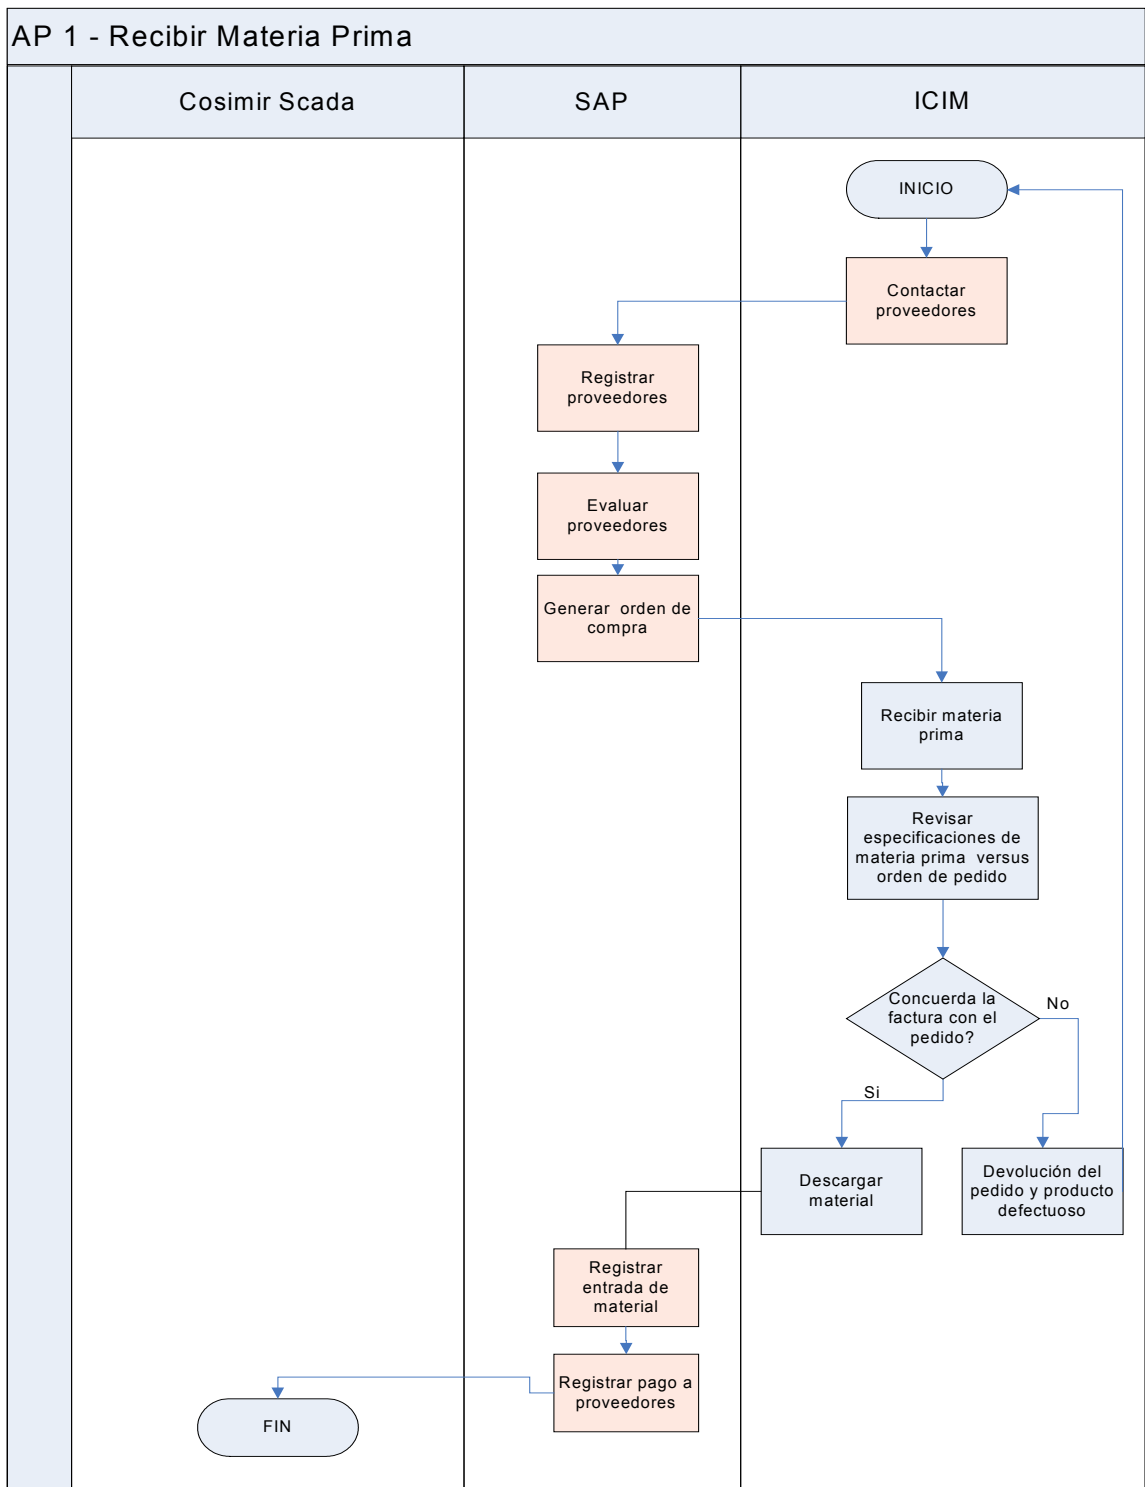 AP 1 - Recibir Materia Prima
Cosimir Scada
SAP
ICIM
INICIO
Contactar
proveedores
Registrar
proveedores
Evaluar
proveedores
Generar orden de
compra
Recibir materia
prima
Revisar
especificaciones de
materia prima versus
orden de pedido
Concuerda la
factura con el
pedido?
No
Si
Descargar
material
Devolución del
pedido y producto
defectuoso
Registrar
entrada de
material
Registrar pago a
proveedores
FIN